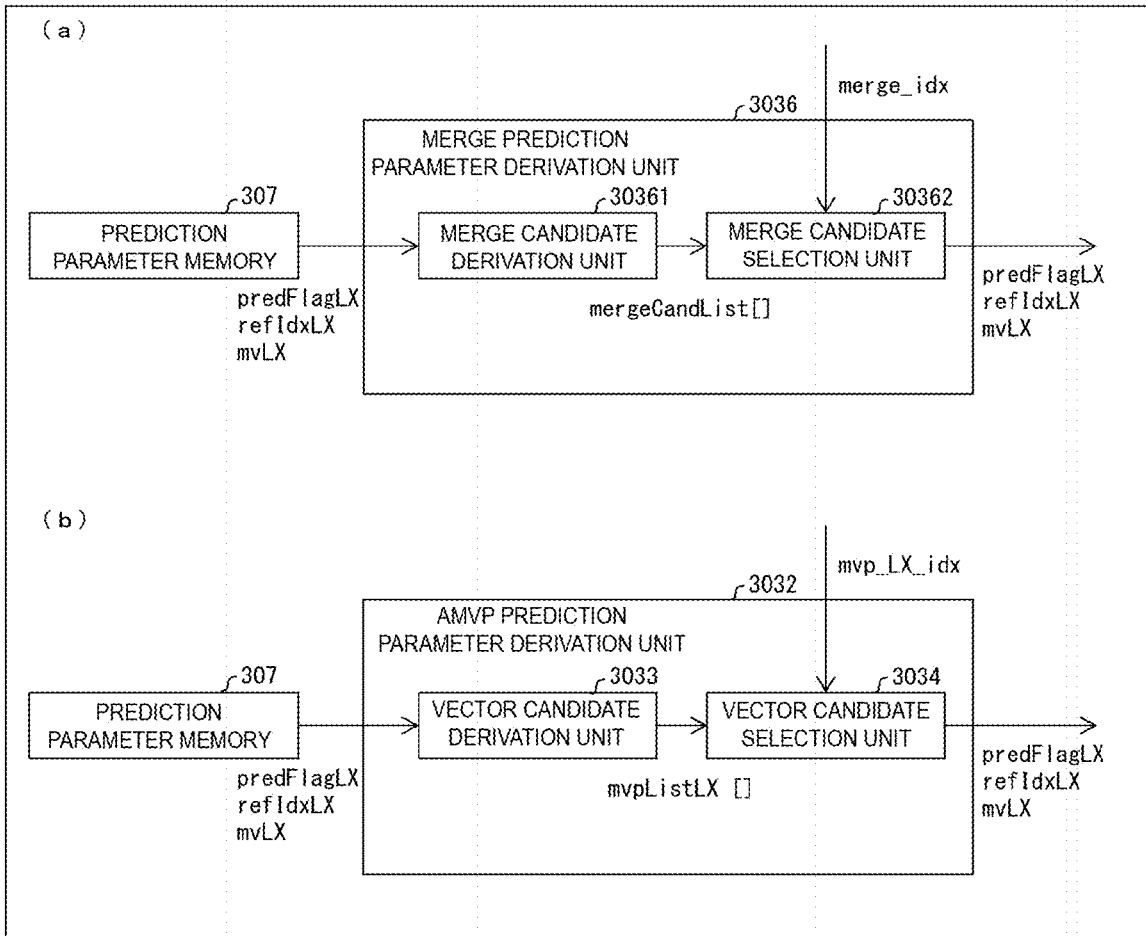 (a)
merge_idx
3036
MERGE PREDICTION
PARAMETER DERIVATION UNIT
307
30361
30362
PREDICTION
PARAMETER MEMORY
MERGE CANDIDATE
DERIVATION UNIT
MERGE CANDIDATE
SELECTION UNIT
predFlagLX
refIdxLX
mvLX
mergeCandList[]
predFlagLX
refIdxLX
mvLX
(b)
mvp_LX_idx
3032
AMVP PREDICTION
PARAMETER DERIVATION UNIT
307
3033
3034
PREDICTION
PARAMETER MEMORY
VECTOR CANDIDATE
DERIVATION UNIT
VECTOR CANDIDATE
SELECTION UNIT
predFlagLX
refIdxLX
mvLX
mvpListLX []
predFlagLX
refIdxLX
mvLX